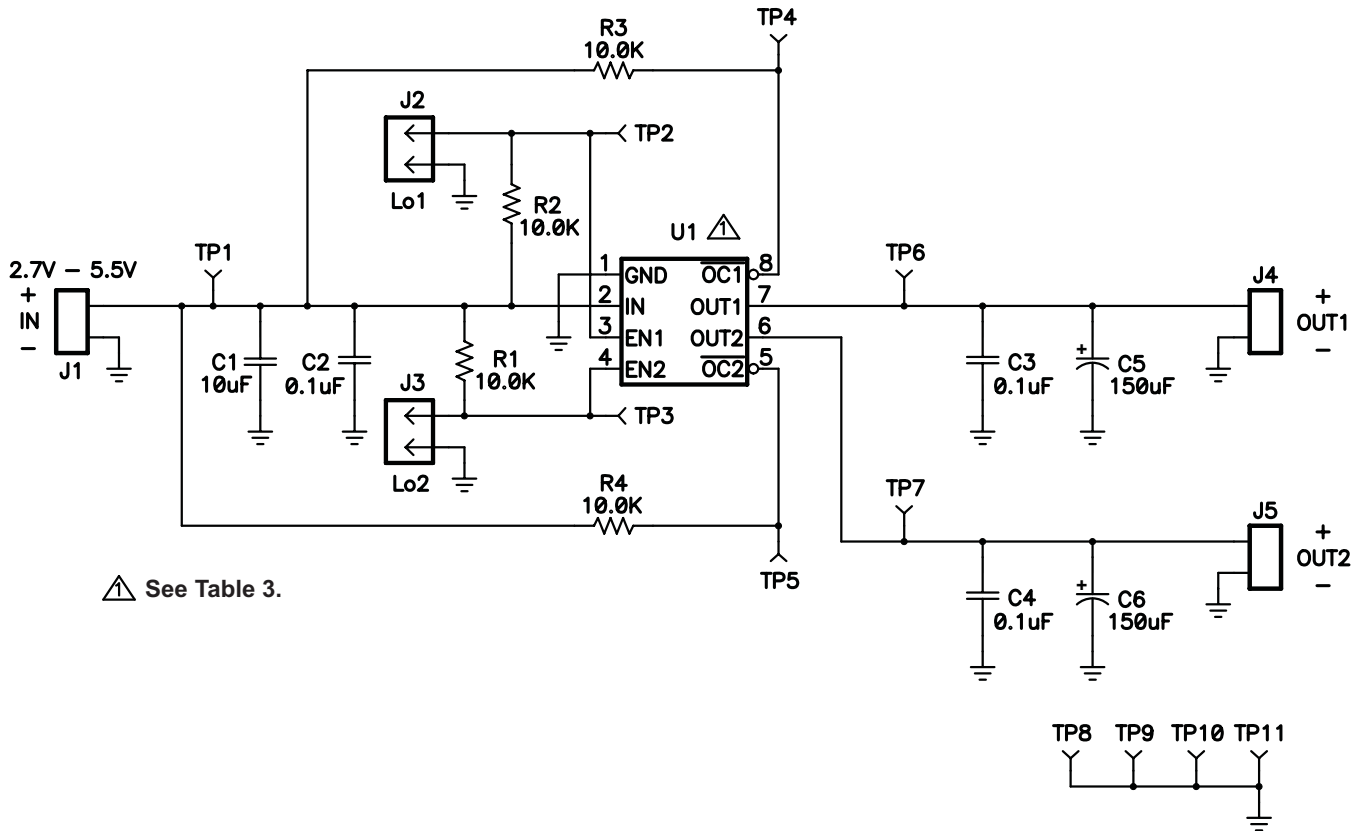 TP4
R3
10.0K
J2
TP2
Lo1
R2
10.0K
U1 1
TP1
TP6
2.7V – 5.5V
+
IN
–
J1
1
2
3
4
GND
IN
EN1
EN2
OC1
OUT1
OUT2
OC2
8
7
6
5
J4
+
OUT1
–
C1
10uF
C2
0.1uF
R1
10.0K
C3
0.1uF
+
C5
150uF
J3
TP3
Lo2
R4
10.0K
TP7
J5
+
OUT2
–
TP5
1 See Table 3.
C4
0.1uF
+
C6
150uF
TP8 TP9 TP10 TP11